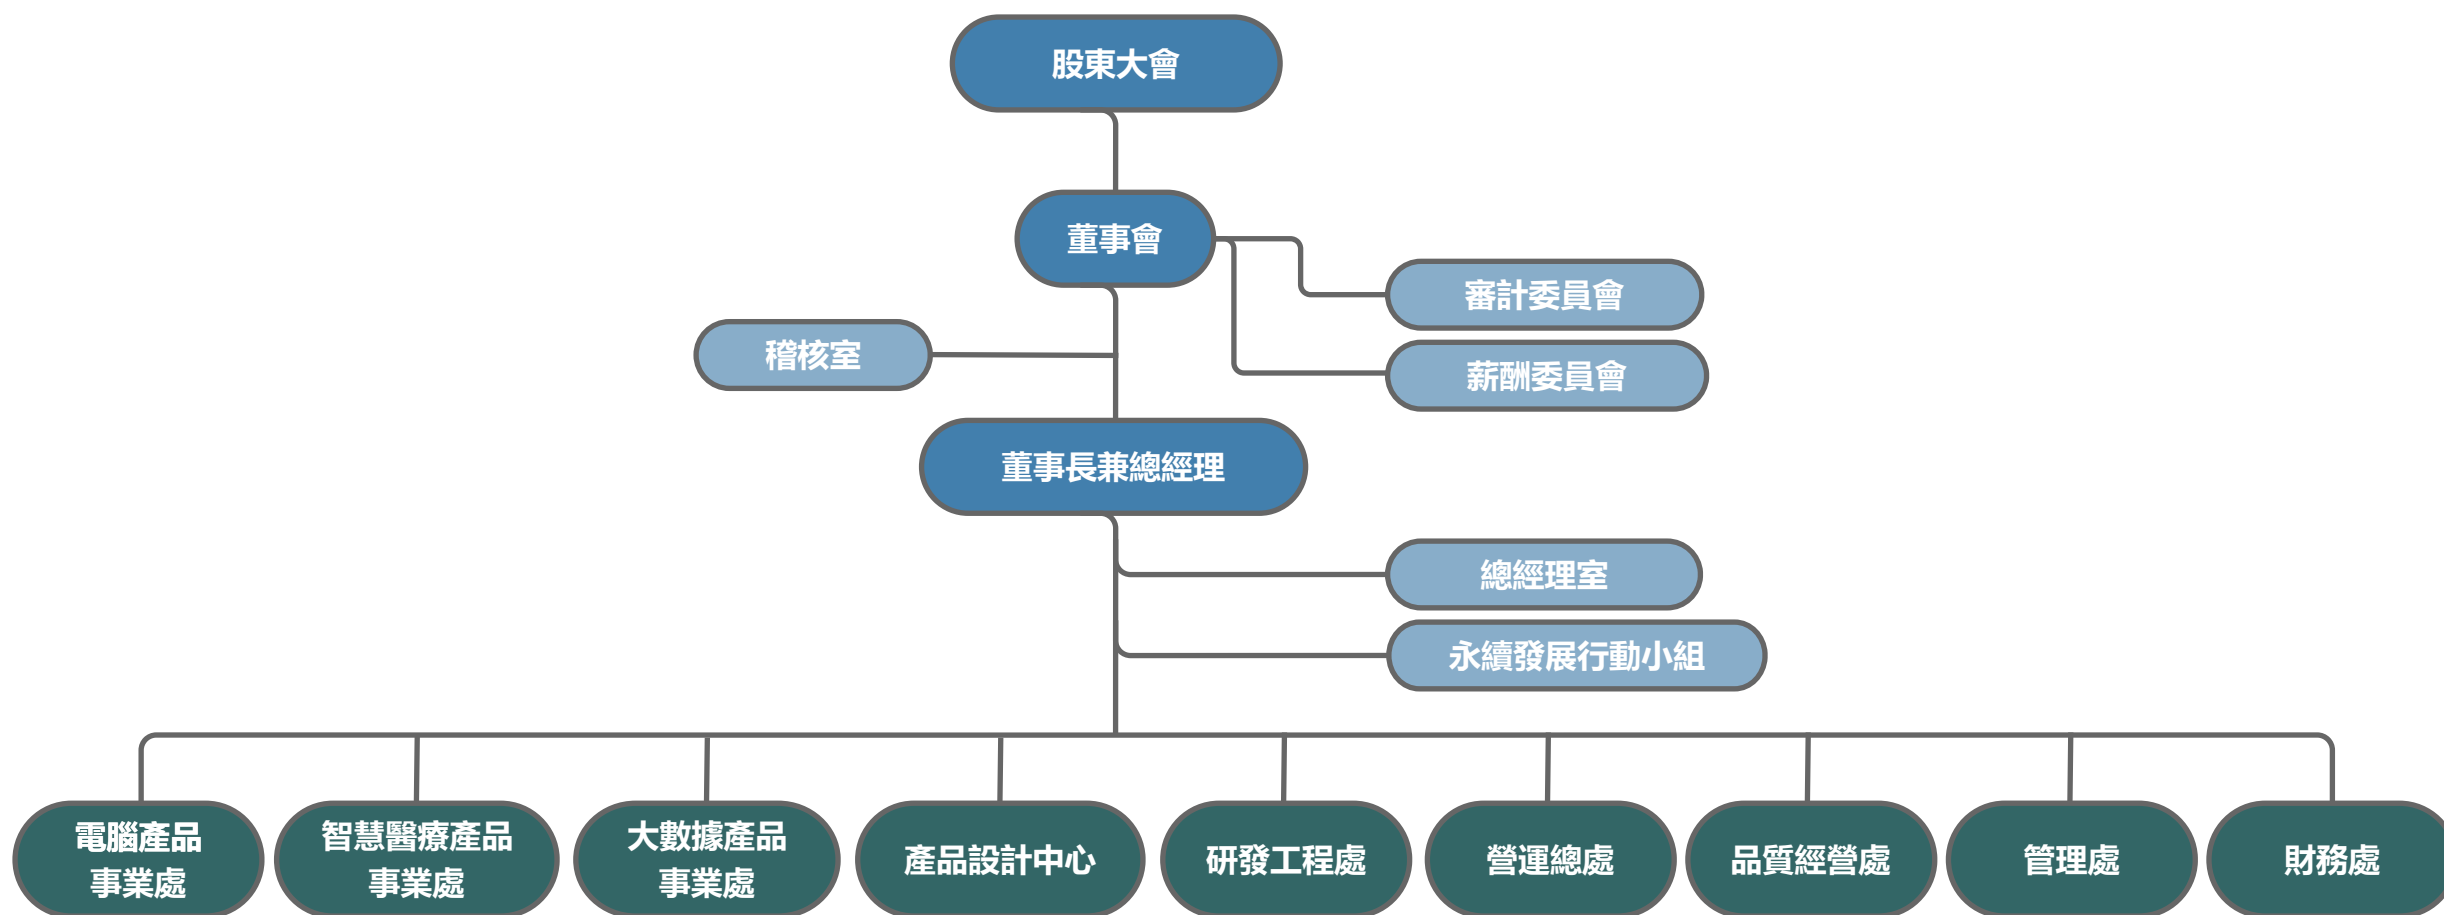 股東大會
董事會
審計委員會
稽核室
薪酬委員會
董事長兼總經理
總經理室
永續發展行動小組
電腦產品
事業處
智慧醫療產品
事業處
大數據產品
事業處
產品設計中心
研發工程處
營運總處
品質經營處
管理處
財務處